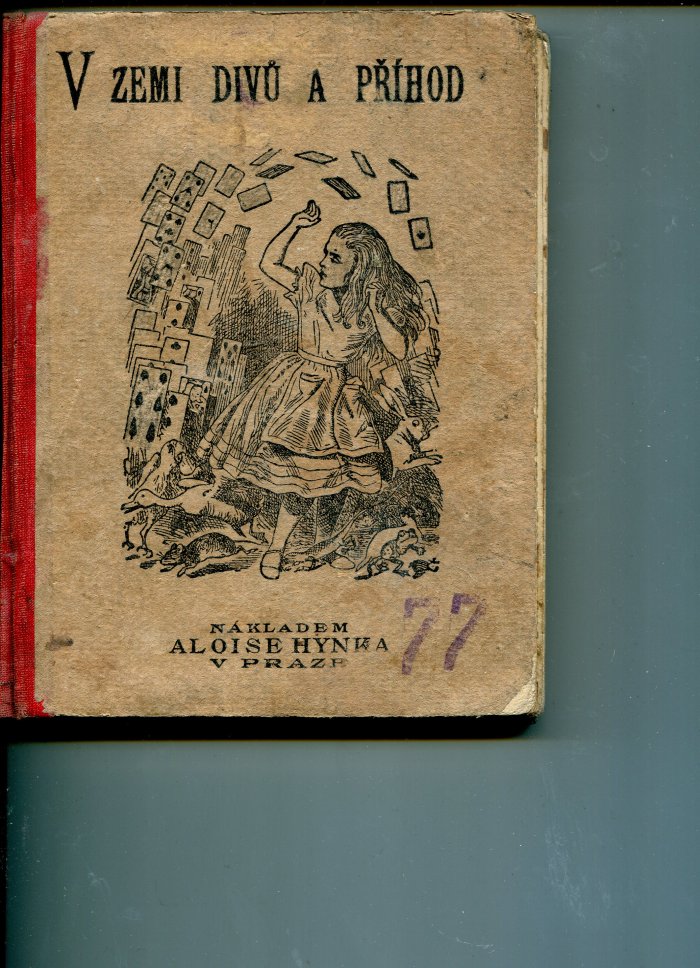 V ZEMI DIVŮ A PŘÍHOD
NÁKLADEM
ALOISE HYNKA
V PRAZE
77